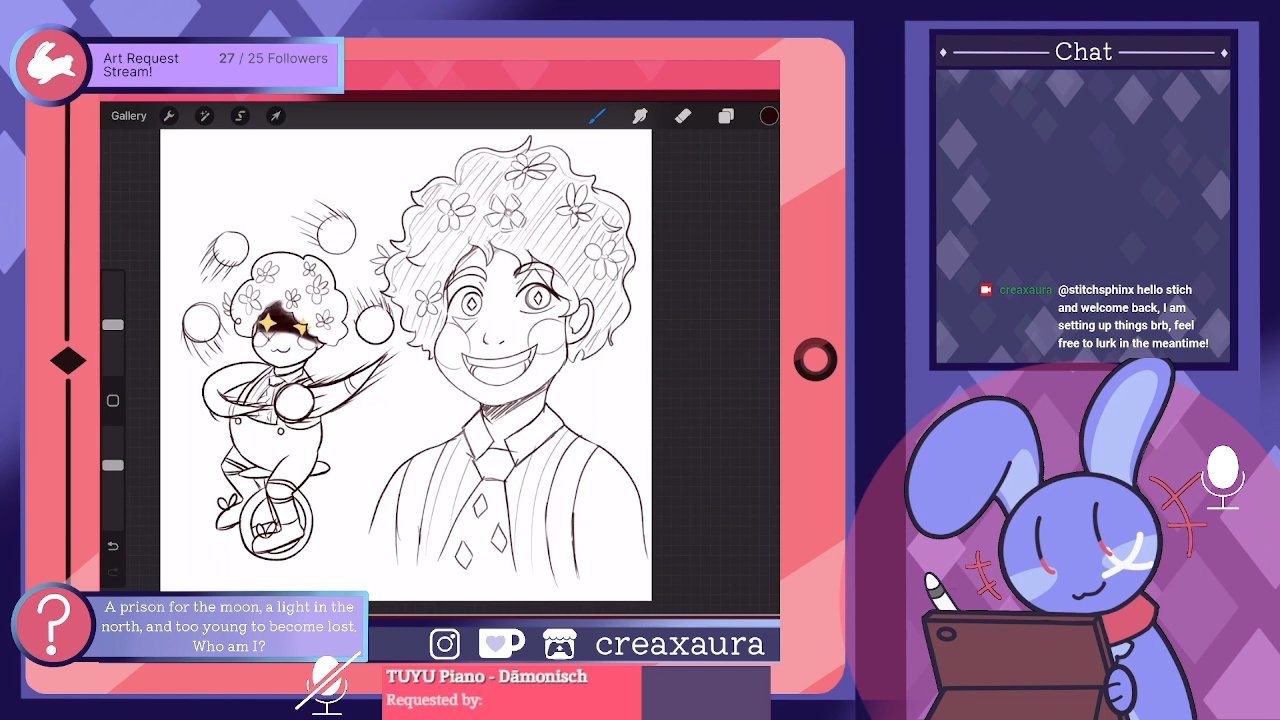 Art Request
Stream!
27 / 25 Followers
Gallery
Chat
creaxaura @stitchsphinx hello stich
and welcome back, I am
setting up things brb, feel
free to lurk in the meantime!
A prison for the moon, a light in the
north, and too young to become lost.
Who am I?
creaxaura
TUYU Piano - Dämonisch
Requested by: